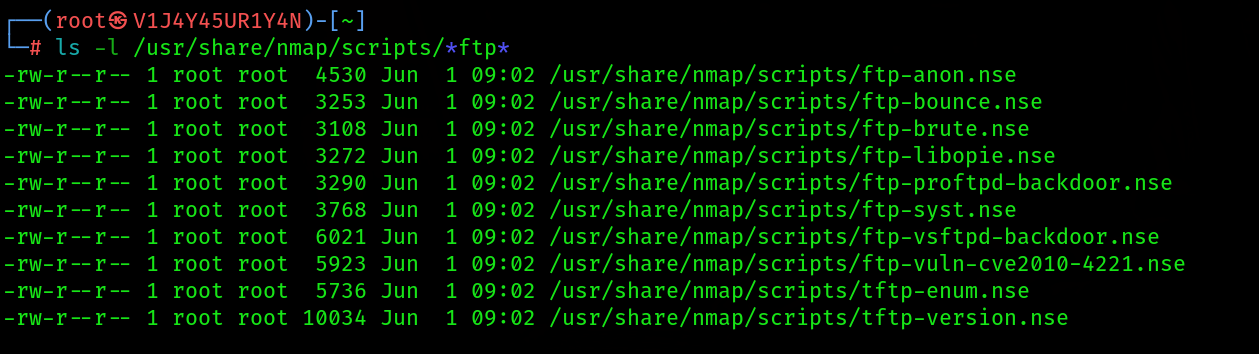 ┌──(root㉿V1J4Y45UR1Y4N)-[~]
└─# ls -l /usr/share/nmap/scripts/*ftp*
-rw-r--r-- 1 root root  4530 Jun  1 09:02 /usr/share/nmap/scripts/ftp-anon.nse
-rw-r--r-- 1 root root  3253 Jun  1 09:02 /usr/share/nmap/scripts/ftp-bounce.nse
-rw-r--r-- 1 root root  3108 Jun  1 09:02 /usr/share/nmap/scripts/ftp-brute.nse
-rw-r--r-- 1 root root  3272 Jun  1 09:02 /usr/share/nmap/scripts/ftp-libopie.nse
-rw-r--r-- 1 root root  3290 Jun  1 09:02 /usr/share/nmap/scripts/ftp-proftpd-backdoor.nse
-rw-r--r-- 1 root root  3768 Jun  1 09:02 /usr/share/nmap/scripts/ftp-syst.nse
-rw-r--r-- 1 root root  6021 Jun  1 09:02 /usr/share/nmap/scripts/ftp-vsftpd-backdoor.nse
-rw-r--r-- 1 root root  5923 Jun  1 09:02 /usr/share/nmap/scripts/ftp-vuln-cve2010-4221.nse
-rw-r--r-- 1 root root  5736 Jun  1 09:02 /usr/share/nmap/scripts/tftp-enum.nse
-rw-r--r-- 1 root root 10034 Jun  1 09:02 /usr/share/nmap/scripts/tftp-version.nse